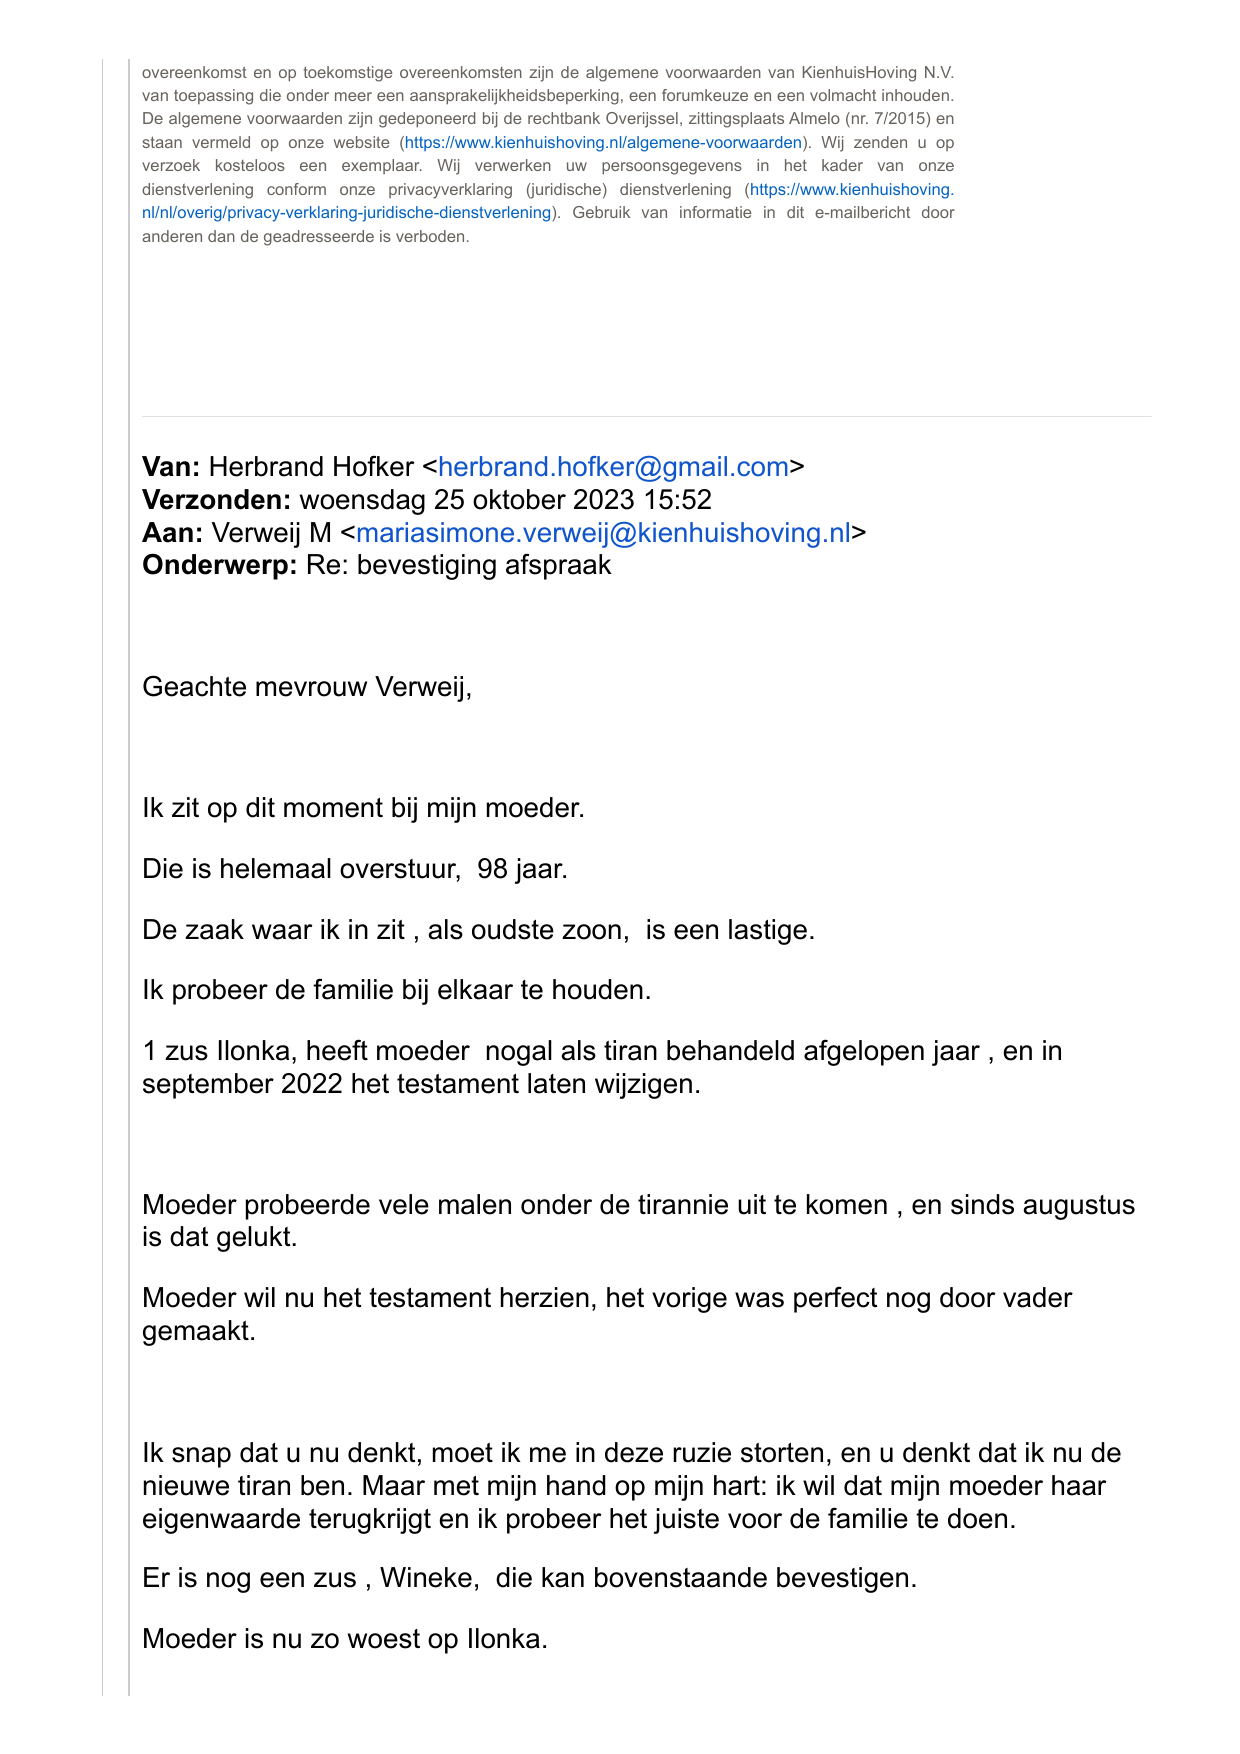 overeenkomst en op toekomstige overeenkomsten zijn de algemene voorwaarden van KienhuisHoving N.V.
van toepassing die onder meer een aansprakelijkheidsbeperking, een forumkeuze en een volmacht inhouden.
De algemene voorwaarden zijn gedeponeerd bij de rechtbank Overijssel, zittingsplaats Almelo (nr. 7/2015) en
staan vermeld op onze website (https://www.kienhuishoving.nl/algemene-voorwaarden). Wij zenden u op
verzoek kosteloos een exemplaar. Wij verwerken uw persoonsgegevens in het kader van onze
dienstverlening conform onze privacyverklaring (juridische) dienstverlening (https://www.kienhuishoving.
nl/nl/overig/privacy-verklaring-juridische-dienstverlening). Gebruik van informatie in dit e-mailbericht door
anderen dan de geadresseerde is verboden.
Van: Herbrand Hofker <herbrand.hofker@gmail.com>
Verzonden: woensdag 25 oktober 2023 15:52
Aan: Verweij M <mariasimone.verweij@kienhuishoving.nl>
Onderwerp: Re: bevestiging afspraak
Geachte mevrouw Verweij,
Ik zit op dit moment bij mijn moeder.
Die is helemaal overstuur,  98 jaar.
De zaak waar ik in zit , als oudste zoon,  is een lastige.
Ik probeer de familie bij elkaar te houden.
1 zus Ilonka, heeft moeder  nogal als tiran behandeld afgelopen jaar , en in
september 2022 het testament laten wijzigen.
Moeder probeerde vele malen onder de tirannie uit te komen , en sinds augustus
is dat gelukt.
Moeder wil nu het testament herzien, het vorige was perfect nog door vader
gemaakt.
Ik snap dat u nu denkt, moet ik me in deze ruzie storten, en u denkt dat ik nu de
nieuwe tiran ben. Maar met mijn hand op mijn hart: ik wil dat mijn moeder haar
eigenwaarde terugkrijgt en ik probeer het juiste voor de familie te doen.
Er is nog een zus , Wineke,  die kan bovenstaande bevestigen.
Moeder is nu zo woest op Ilonka.